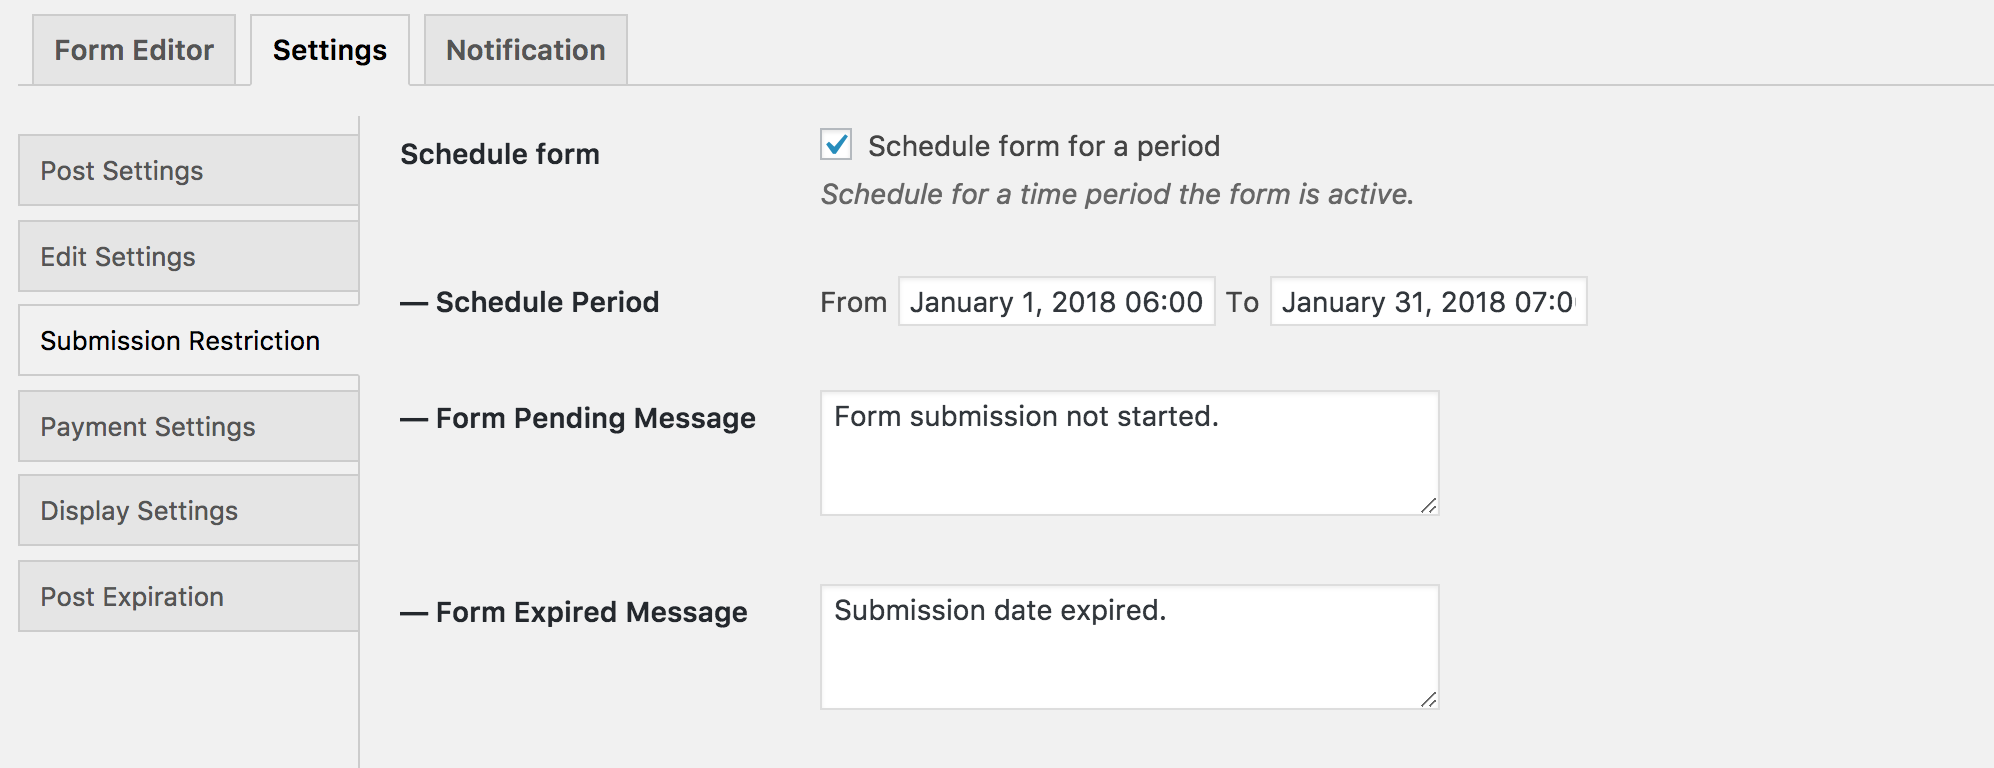 Form Editor
Settings
Notification
Post Settings
Edit Settings
Submission Restriction
Payment Settings
Display Settings
Post Expiration
Schedule form
Schedule form for a period
Schedule for a time period the form is active.
— Schedule Period
From January 1, 2018 06:00 To January 31, 2018 07:0
— Form Pending Message
Form submission not started.
— Form Expired Message
Submission date expired.